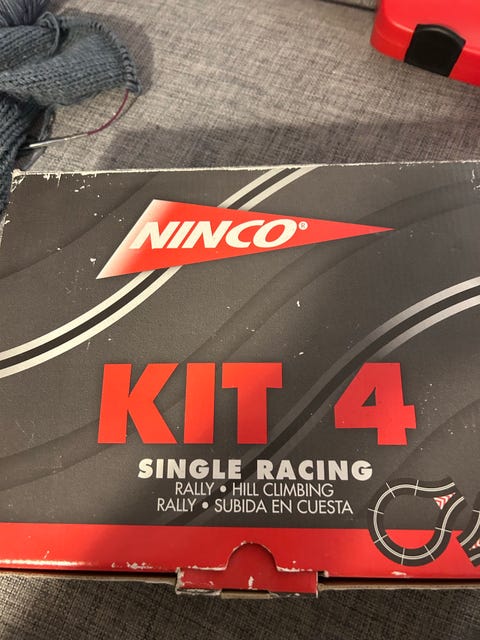 NINCO®
KIT 4
SINGLE RACING
RALLY • HILL CLIMBING
RALLY • SUBIDA EN CUESTA